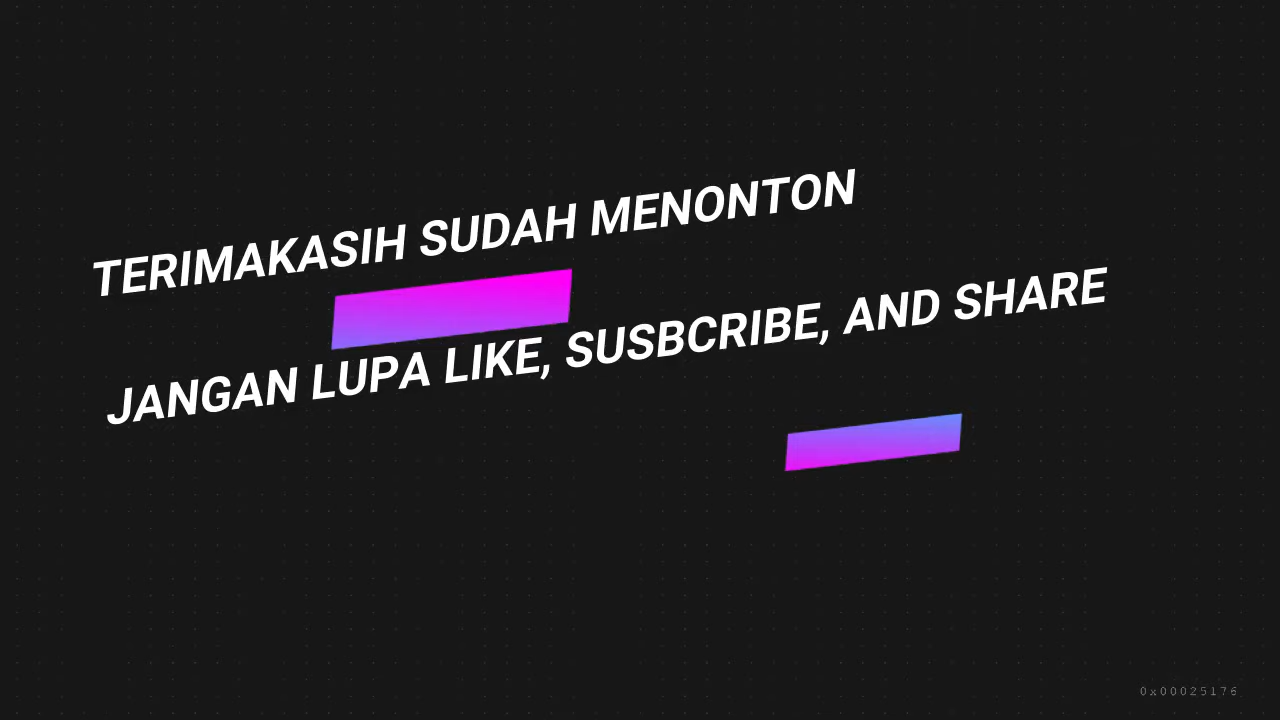 TERIMAKASIH SUDAH MENONTON
JANGAN LUPA LIKE, SUSBCRIBE, AND SHARE
0x00025176